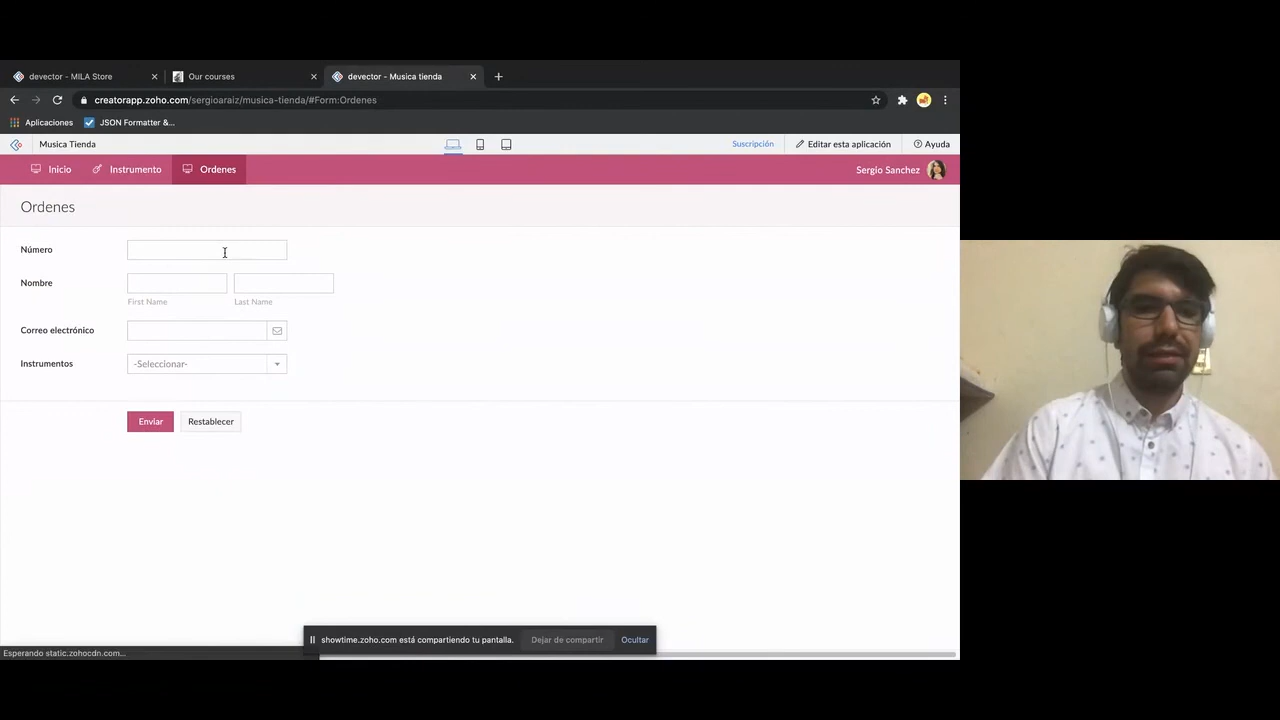 devector - MILA Store
Our courses
devector - Musica tienda
creatorapp.zoho.com/sergioaraiz/musica-tienda/#Form:Ordenes
Aplicaciones
JSON Formatter &...
Musica Tienda
Suscripción
Editar esta aplicación
Ayuda
Inicio
Instrumento
Ordenes
Sergio Sanchez
Ordenes
Número
Nombre
First Name
Last Name
Correo electrónico
Instrumentos
-Seleccionar-
Enviar
Restablecer
showtime.zoho.com está compartiendo tu pantalla.
Dejar de compartir
Ocultar
Esperando static.zohocdn.com...